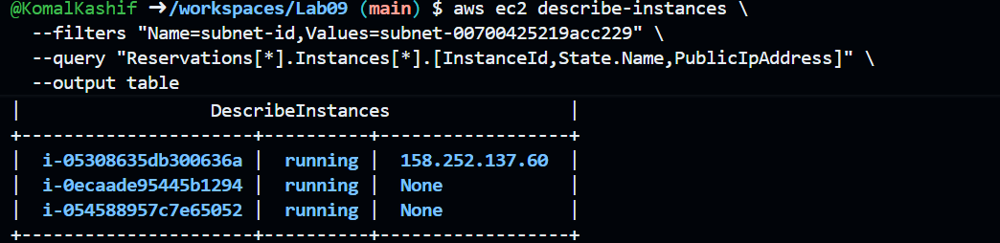 @KomalKashif ➜/workspaces/Lab09 (main) $ aws ec2 describe-instances \
  --filters "Name=subnet-id,Values=subnet-00700425219acc229" \
  --query "Reservations[*].Instances[*].[InstanceId,State.Name,PublicIpAddress]" \
  --output table
|                  DescribeInstances                 |
+----------------------+----------+------------------+
|  i-05308635db300636a |  running |  158.252.137.60  |
|  i-0ecaade95445b1294 |  running |  None            |
|  i-054588957c7e65052 |  running |  None            |
+----------------------+----------+------------------+